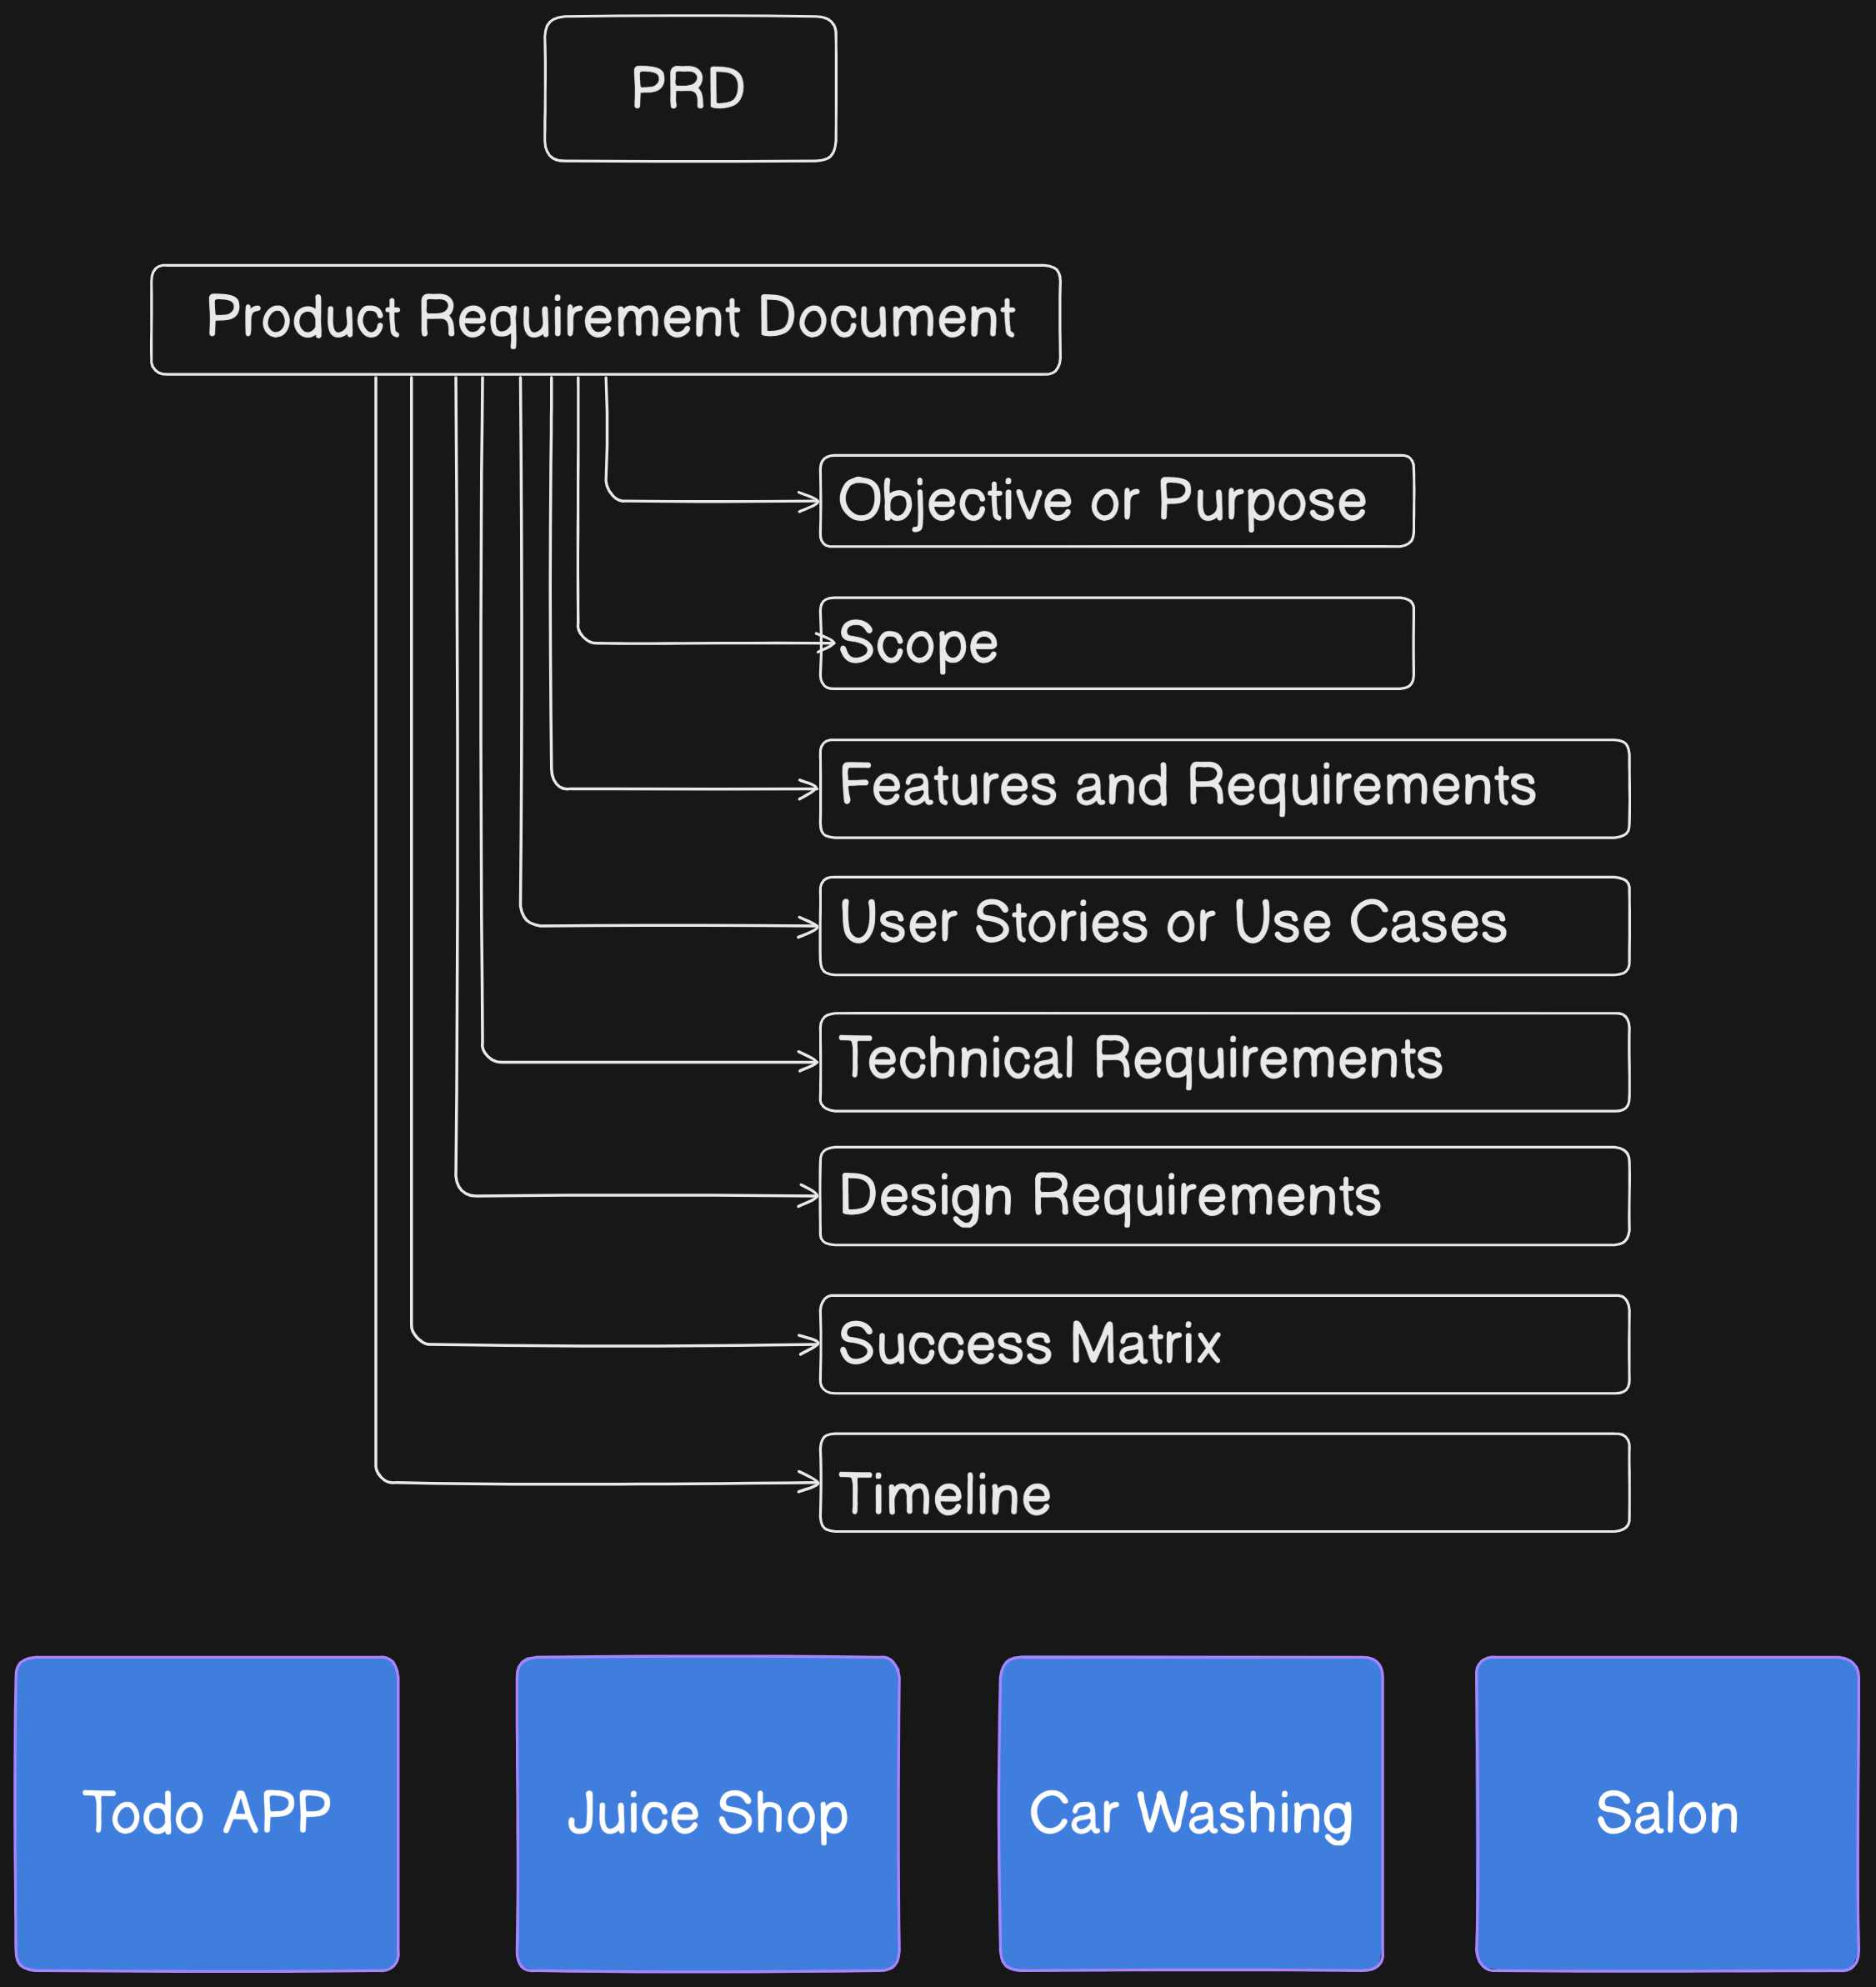 PRD
Product Requirement Document
Objective or Purpose
Scope
Features and Requirements
User Stories or Use Cases
Technical Requirements
Design Requirements
Success Matrix
Timeline
Todo APP
Juice Shop
Car Washing
Salon